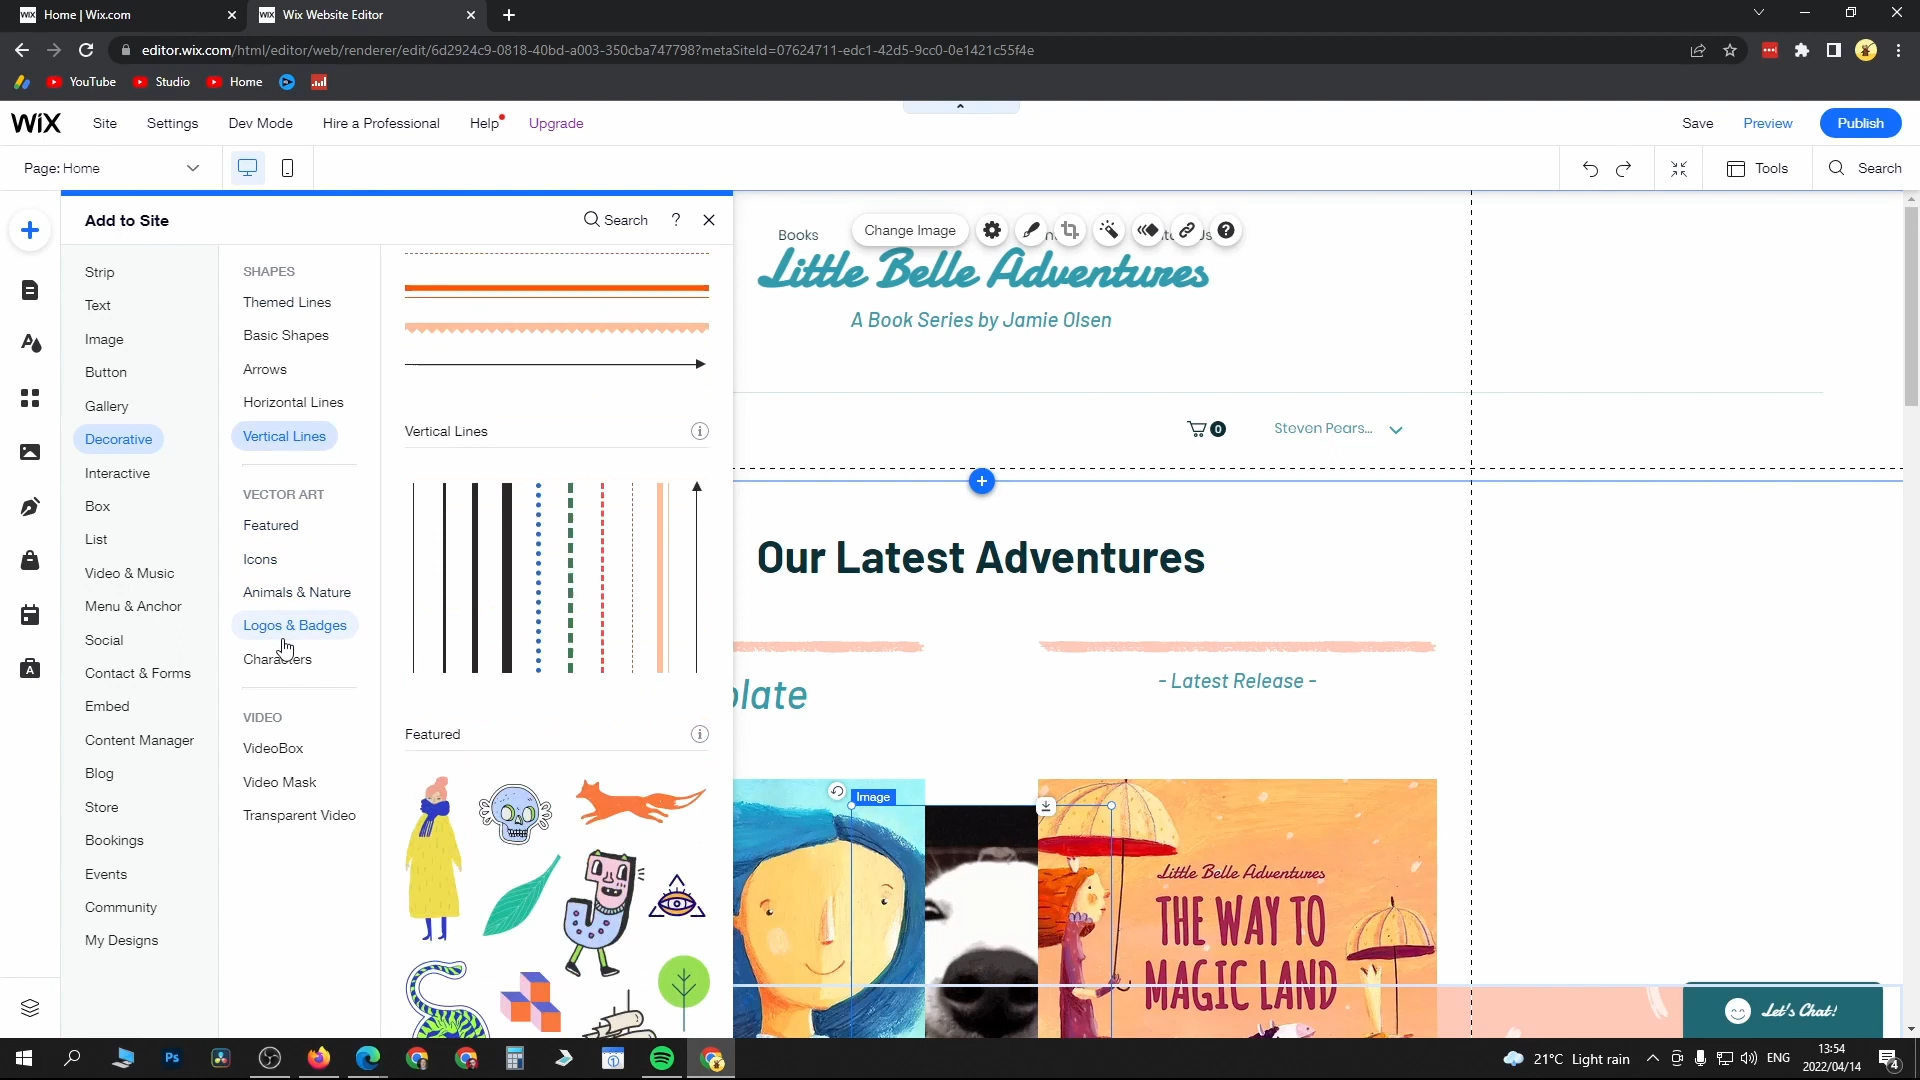 Home | Wix.com
Wix Website Editor
editor.wix.com/html/editor/web/renderer/edit/6d2924c9-0818-40bd-a003-350cba747798?metaSiteId=07624711-edc1-42d5-9cc0-0e1421c55f4e
YouTube
Studio
Home
WIX
Site
Settings
Dev Mode
Hire a Professional
Help
Upgrade
Save
Preview
Publish
Page: Home
Tools
Search
Add to Site
Search
?
Strip
Text
Image
Button
Gallery
Decorative
Interactive
Box
List
Video & Music
Menu & Anchor
Social
Contact & Forms
Embed
Content Manager
Blog
Store
Bookings
Events
Community
My Designs
SHAPES
Themed Lines
Basic Shapes
Arrows
Horizontal Lines
Vertical Lines
VECTOR ART
Featured
Icons
Animals & Nature
Logos & Badges
Characters
VIDEO
VideoBox
Video Mask
Transparent Video
Vertical Lines
Featured
Books
Change Image
Little Belle Adventures
A Book Series by Jamie Olsen
0
Steven Pears...
Our Latest Adventures
- Latest Release -
Image
Little Belle Adventures
THE WAY TO
MAGIC LAND
Let's Chat!
Ps
21°C Light rain
ENG
13:54
2022/04/14
4